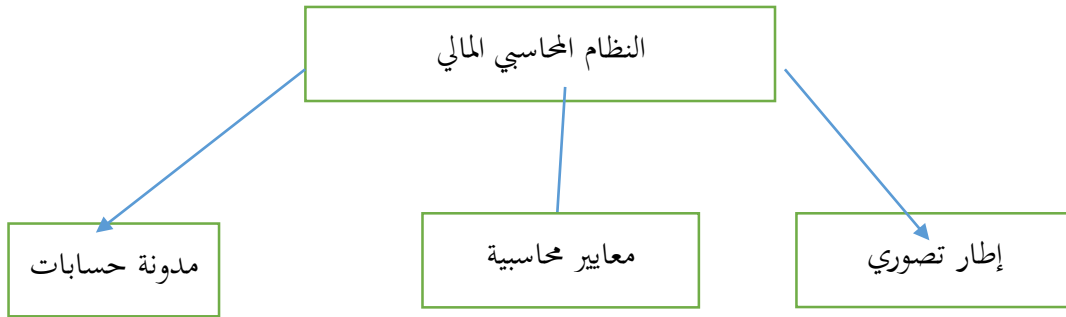 النظام المحاسبي المالي
إطار تصوري
معايير محاسبية
مدونة حسابات